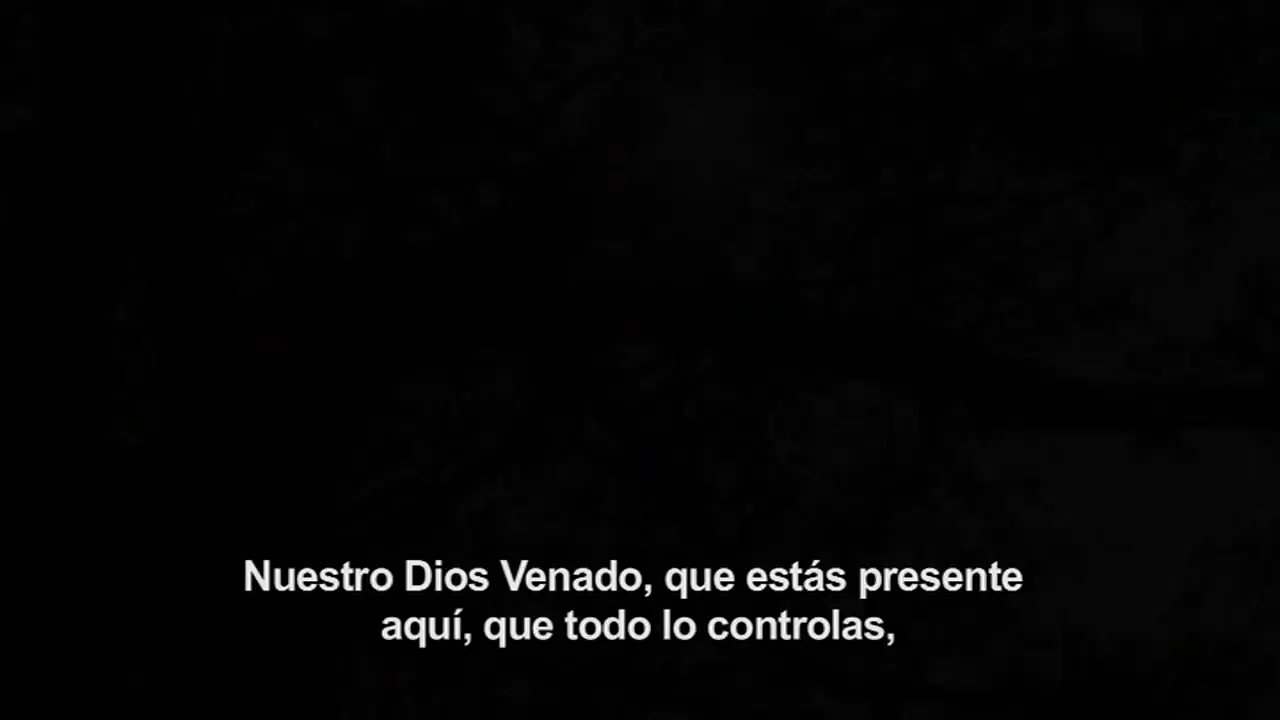 Nuestro Dios Venado, que estás presente
aquí, que todo lo controlas,